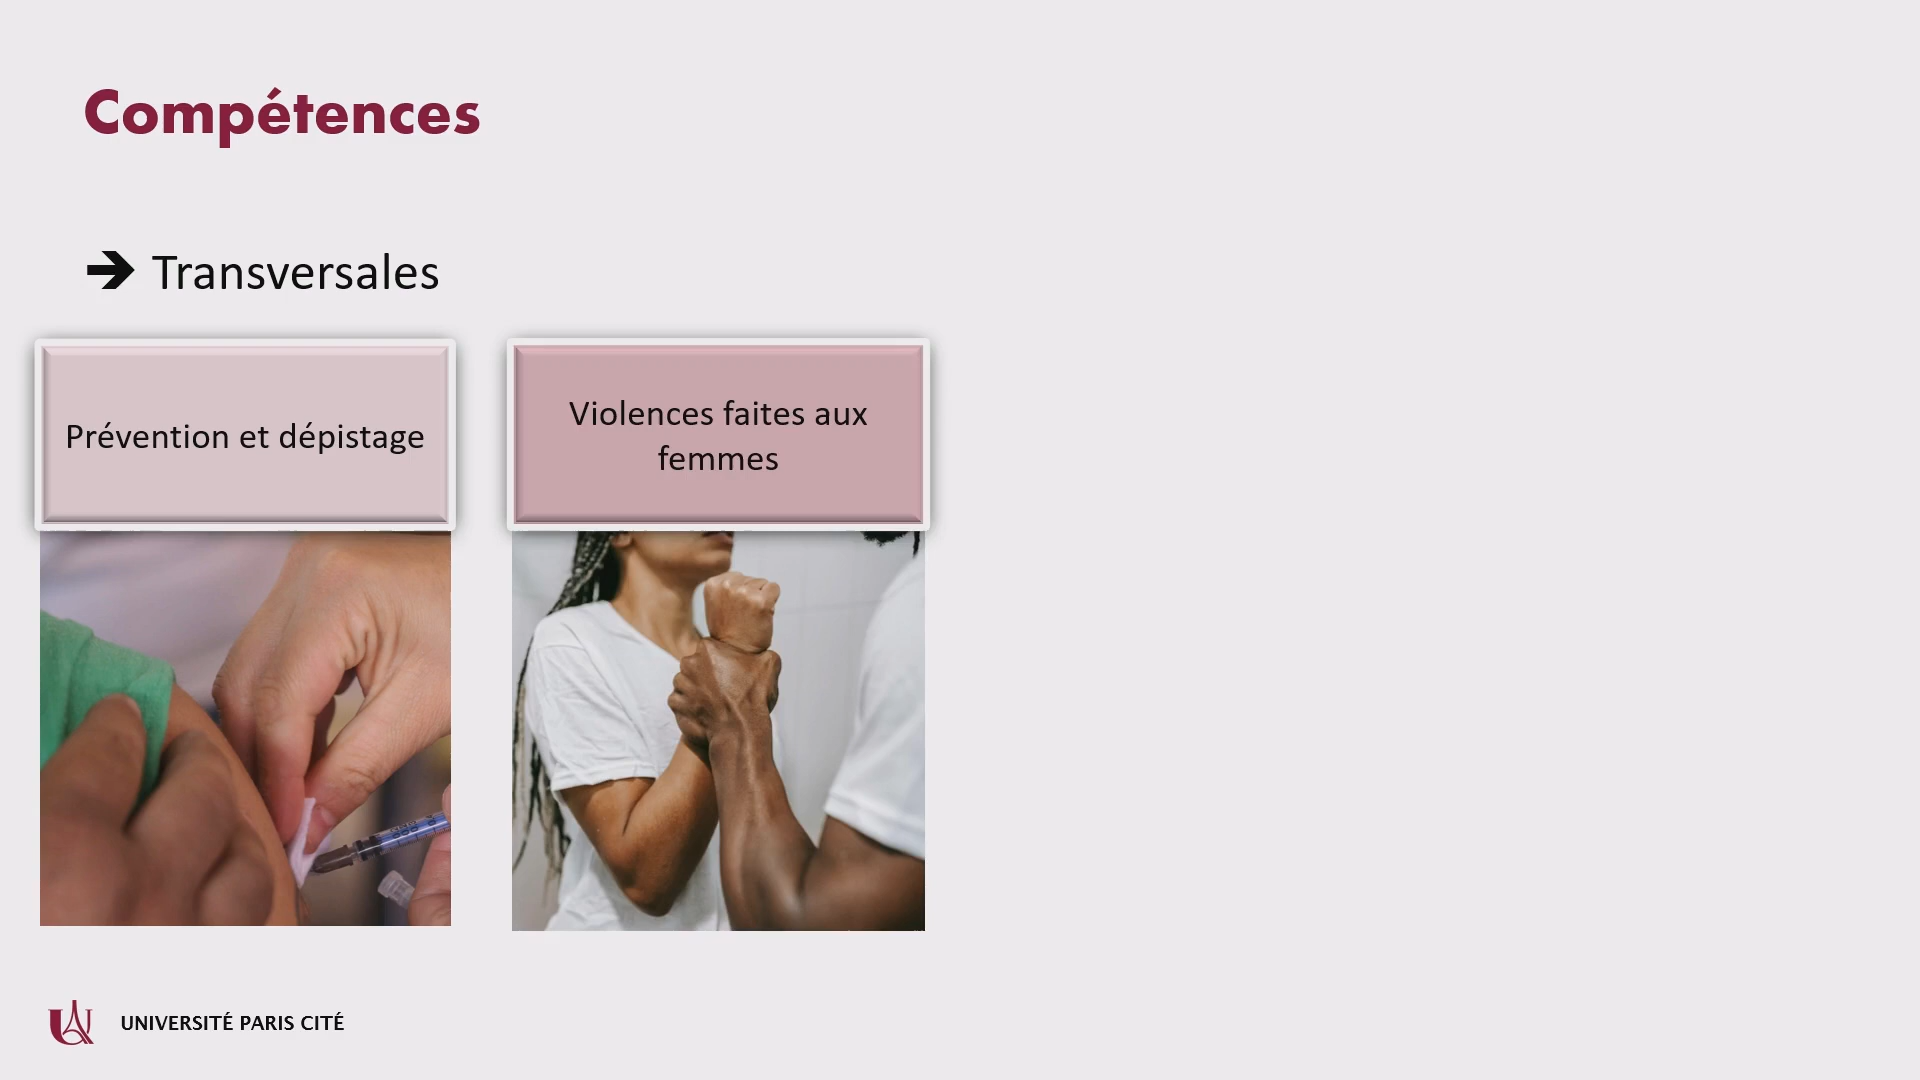 Compétences
➔ Transversales
Prévention et dépistage
Violences faites aux
femmes
UNIVERSITÉ PARIS CITÉ